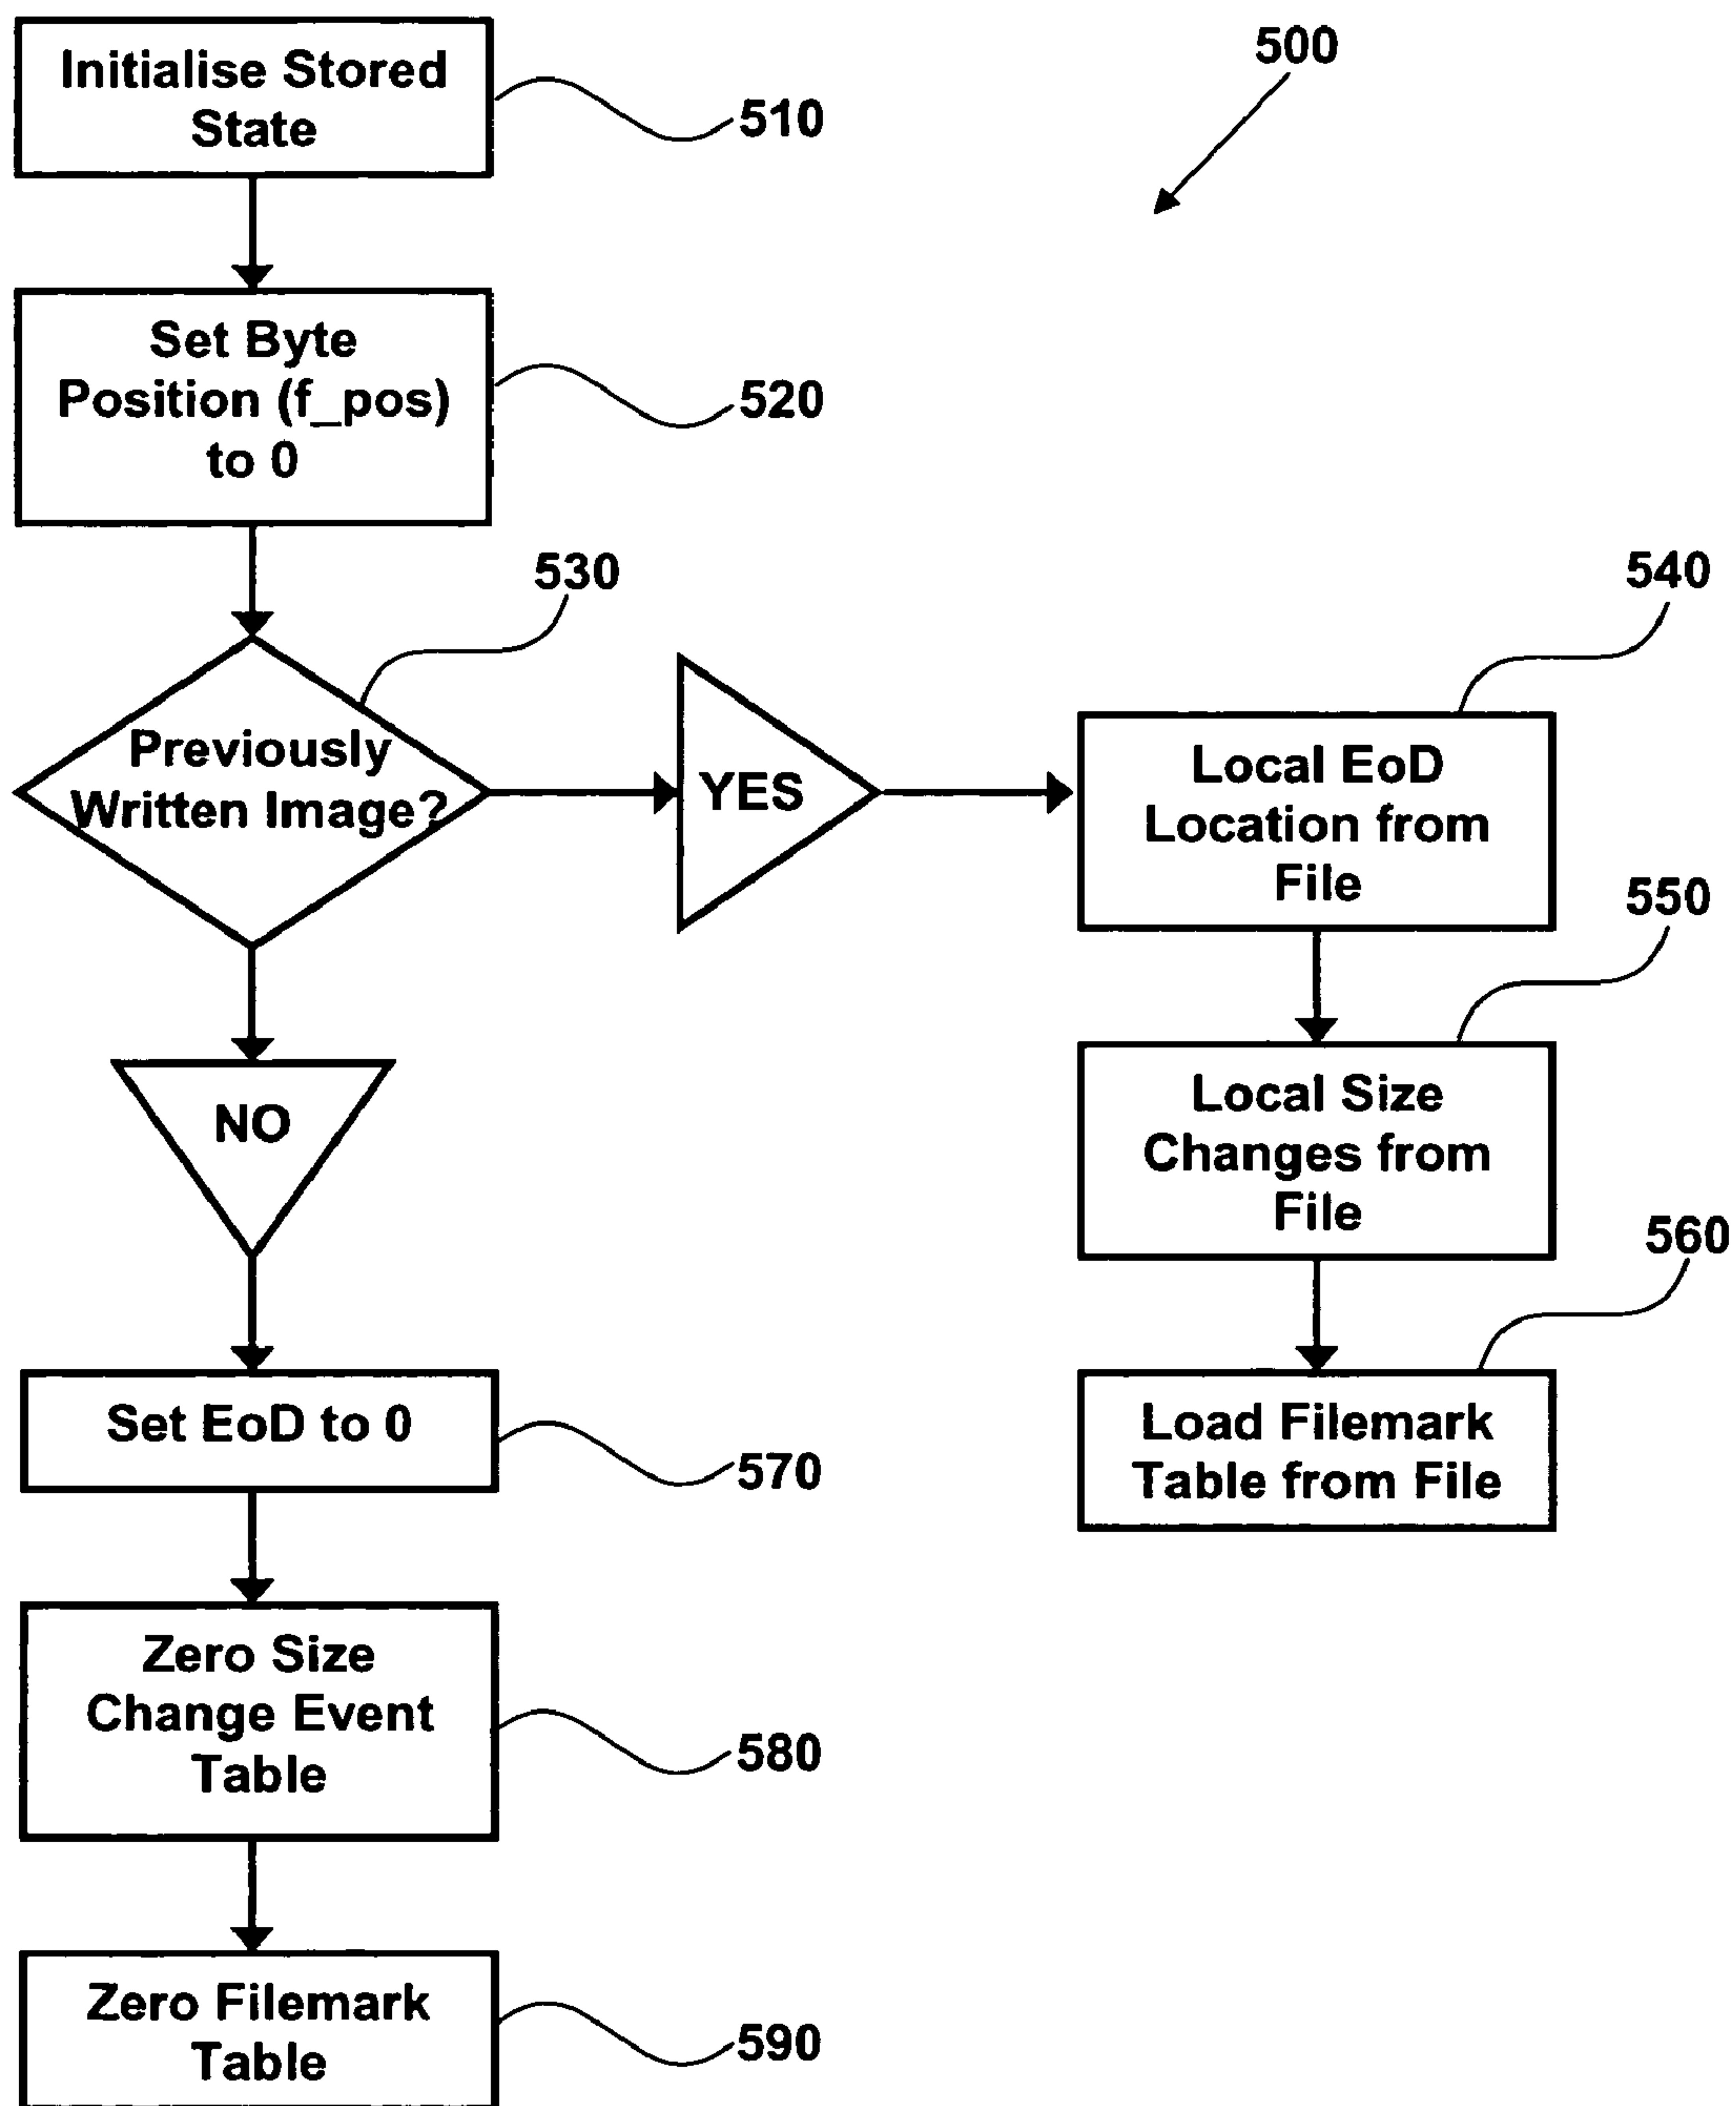 Initialise Stored
State
510
500
Set Byte
Position (f_pos)
to 0
520
530
Previously
Written Image?
YES
540
Local EoD
Location from
File
550
Local Size
Changes from
File
560
Load Filemark
Table from File
NO
Set EoD to 0
570
Zero Size
Change Event
Table
580
Zero Filemark
Table
590